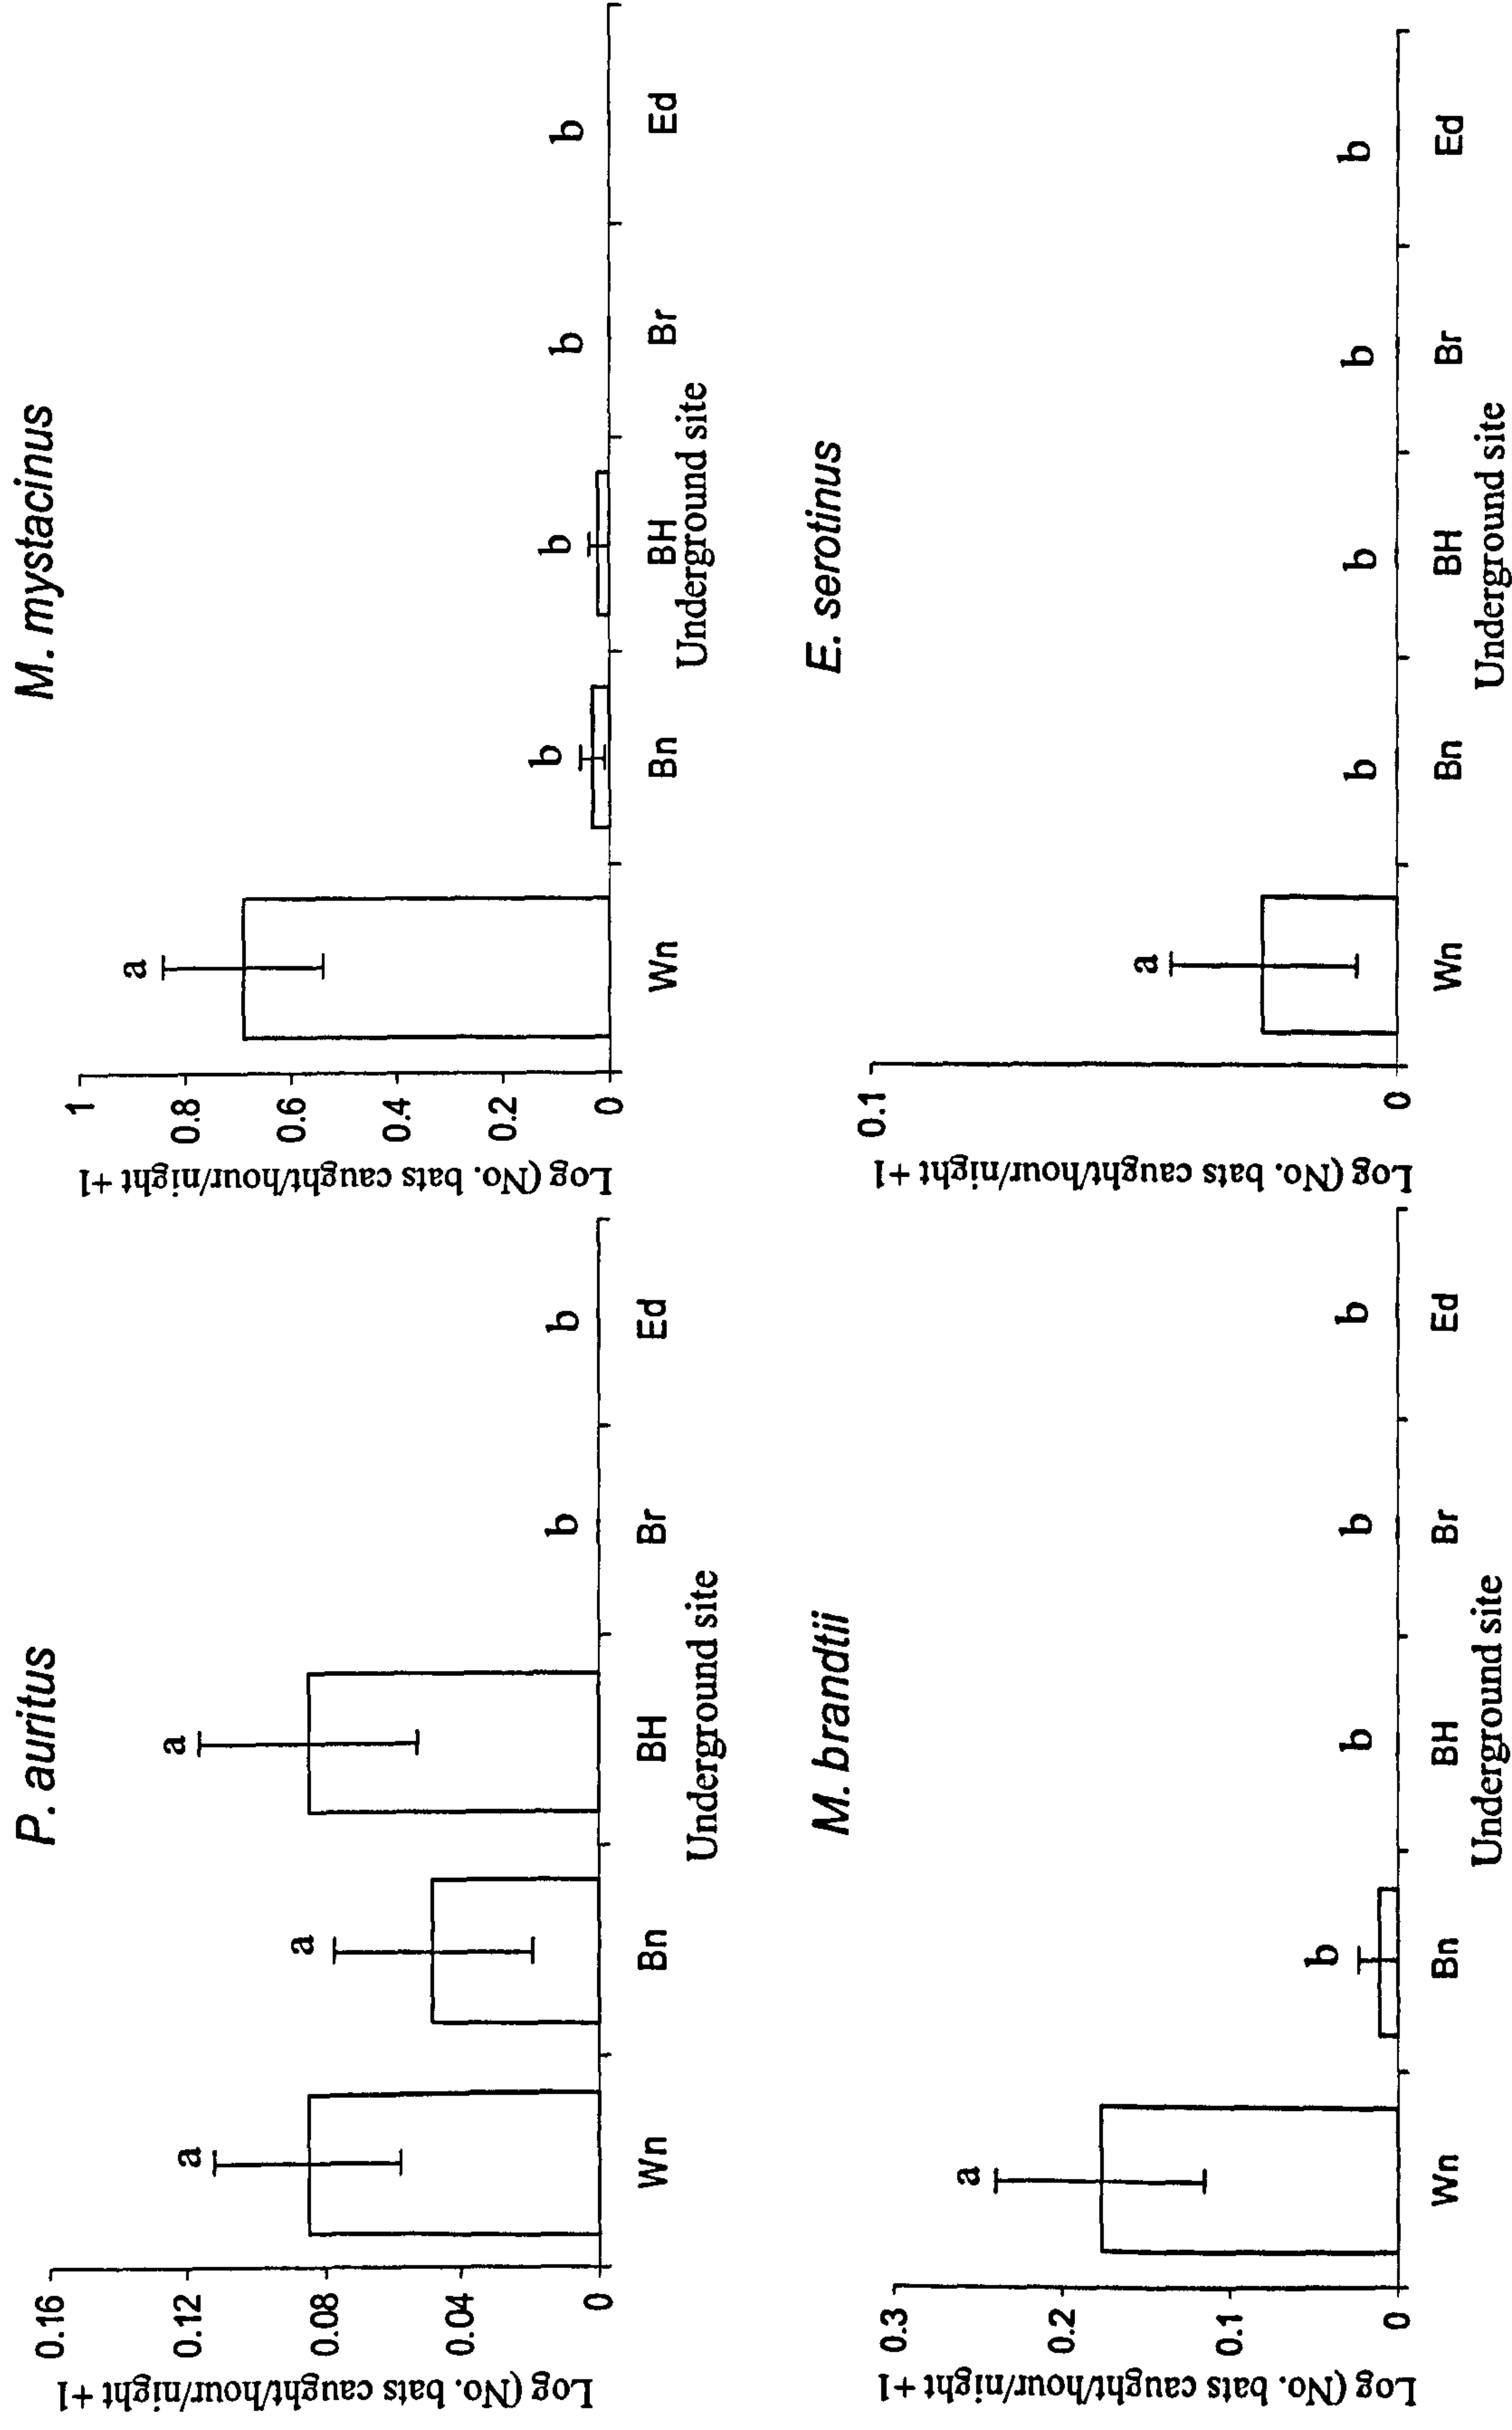 P. auritus
Log (No. bats caught/hour/night +1
0.16
0.12
0.08
0.04
0
a
a
a
b
b
Wn Bn BH Br Ed
Underground site
M. mystacinus
Log (No. bats caught/hour/night +1
1
0.8
0.6
0.4
0.2
0
a
b
b
b
b
Wn Bn BH Br Ed
Underground site
M. brandtii
Log (No. bats caught/hour/night +1
0.3
0.2
0.1
0
a
b
b
b
b
Wn Bn BH Br Ed
Underground site
E. serotinus
Log (No. bats caught/hour/night +1
0.1
0
a
b
b
b
b
Wn Bn BH Br Ed
Underground site